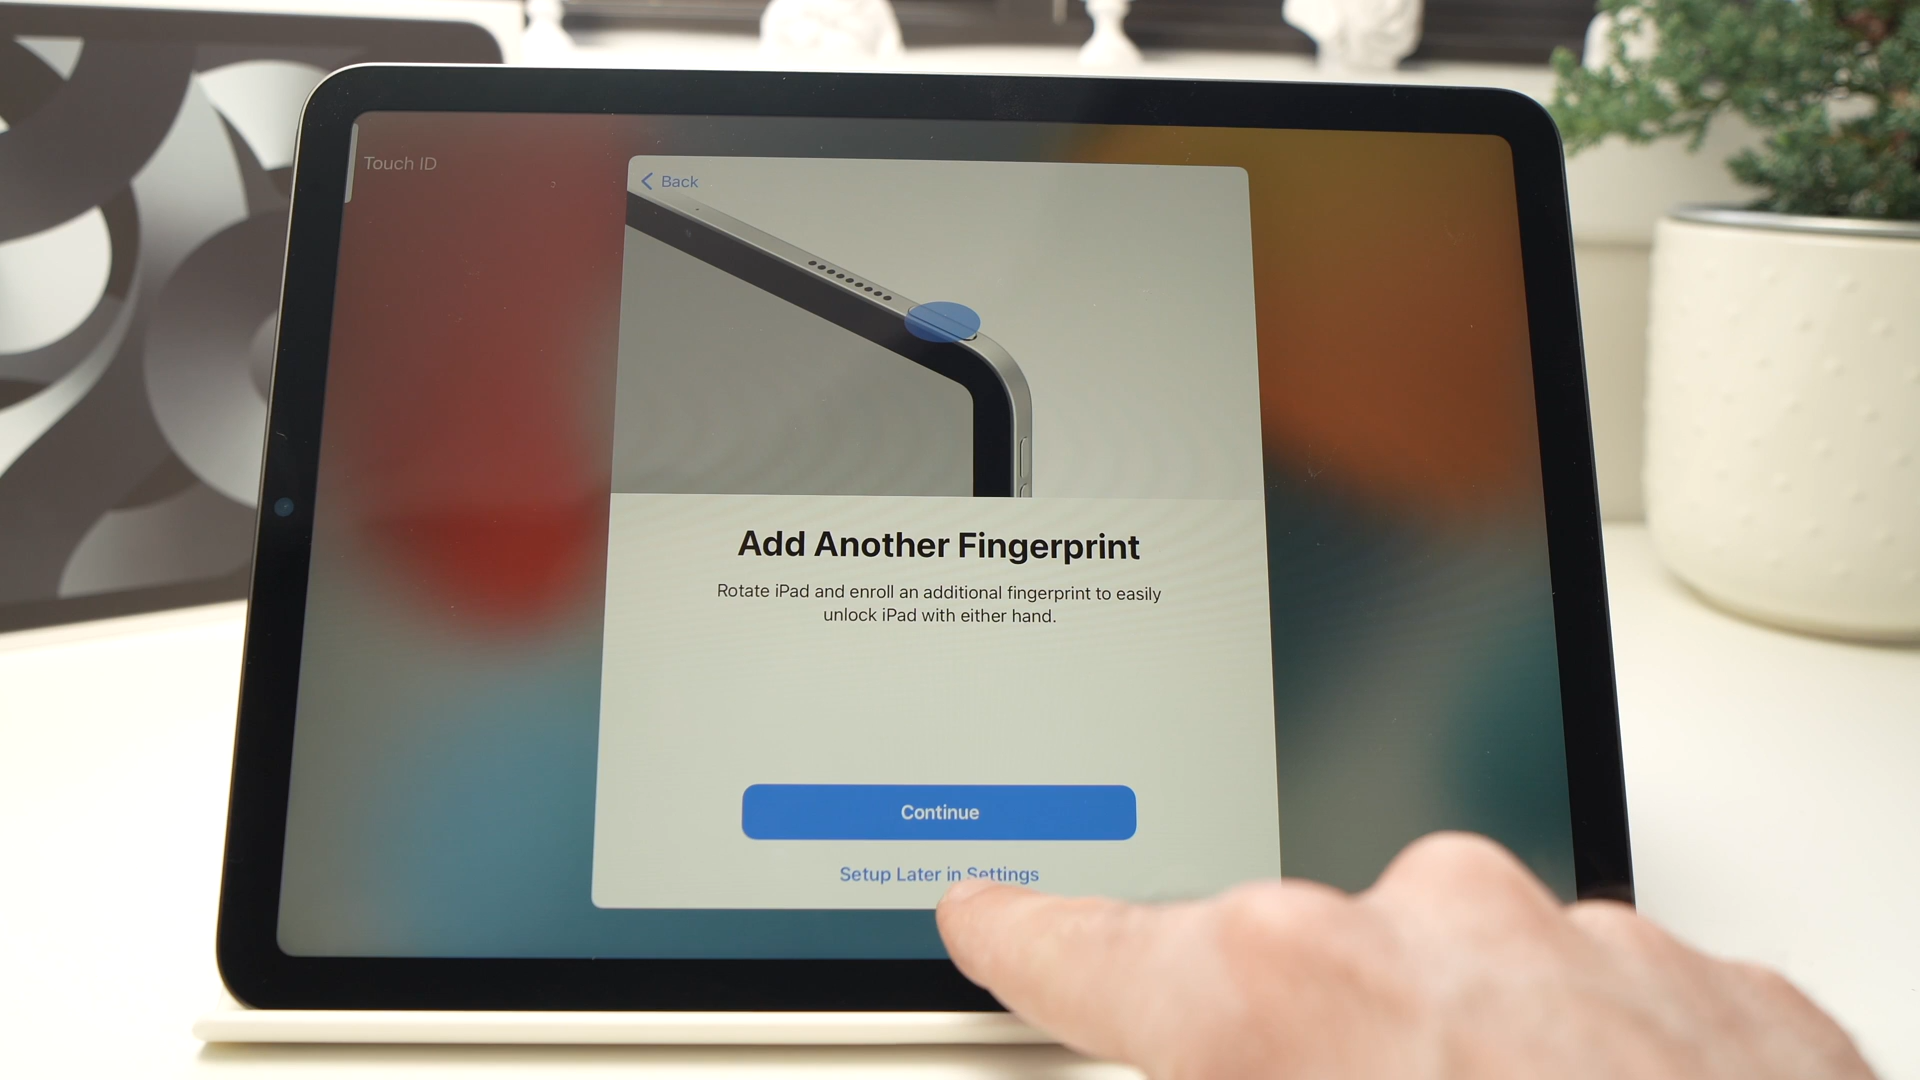 Touch ID
Back
Add Another Fingerprint
Rotate iPad and enroll an additional fingerprint to easily
unlock iPad with either hand.
Continue
Setup Later in Settings